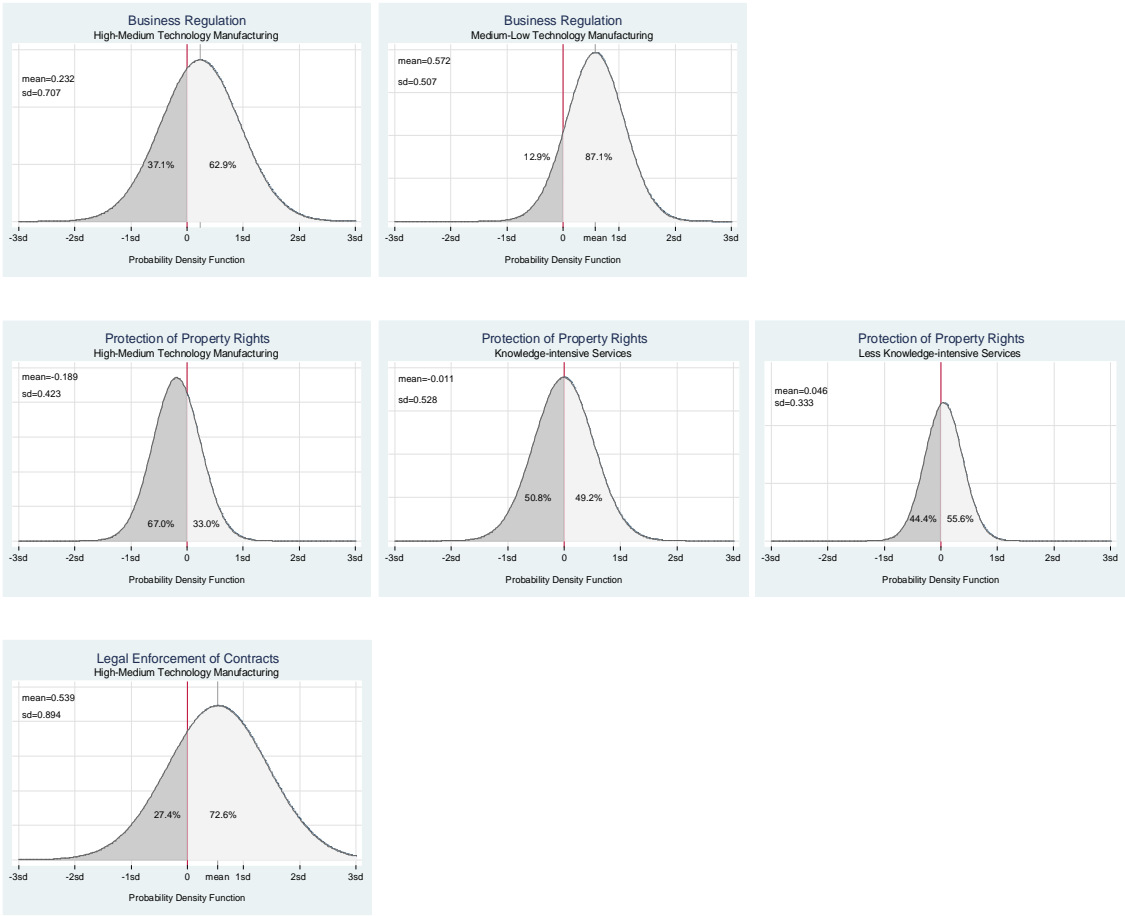 Business Regulation
High-Medium Technology Manufacturing
mean=0.232
sd=0.707
37.1%
62.9%
-3sd
-2sd
-1sd
0
1sd
2sd
3sd
Probability Density Function
Business Regulation
Medium-Low Technology Manufacturing
mean=0.572
sd=0.507
12.9%
87.1%
-3sd
-2sd
-1sd
0
mean
1sd
2sd
3sd
Probability Density Function
Protection of Property Rights
High-Medium Technology Manufacturing
mean=-0.189
sd=0.423
67.0%
33.0%
-3sd
-2sd
-1sd
0
1sd
2sd
3sd
Probability Density Function
Protection of Property Rights
Knowledge-intensive Services
mean=-0.011
sd=0.528
50.8%
49.2%
-3sd
-2sd
-1sd
0
1sd
2sd
3sd
Probability Density Function
Protection of Property Rights
Less Knowledge-intensive Services
mean=0.046
sd=0.333
44.4%
55.6%
-3sd
-2sd
-1sd
0
1sd
2sd
3sd
Probability Density Function
Legal Enforcement of Contracts
High-Medium Technology Manufacturing
mean=0.539
sd=0.894
27.4%
72.6%
-3sd
-2sd
-1sd
0
mean
1sd
2sd
3sd
Probability Density Function